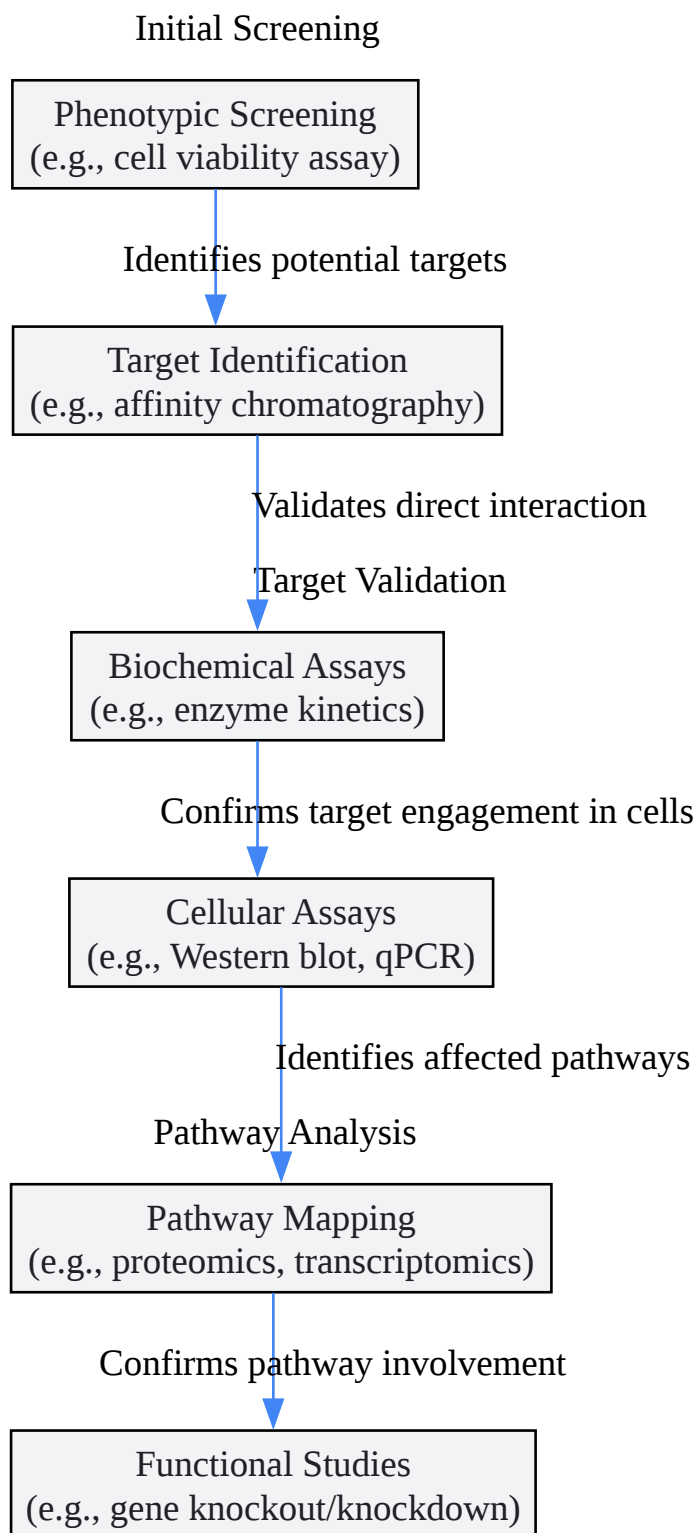 Initial Screening
Phenotypic Screening
(e.g., cell viability assay)
Identifies potential targets
Target Identification
(e.g., affinity chromatography)
Validates direct interaction
Target Validation
Biochemical Assays
(e.g., enzyme kinetics)
Confirms target engagement in cells
Cellular Assays
(e.g., Western blot, qPCR)
Identifies affected pathways
Pathway Analysis
Pathway Mapping
(e.g., proteomics, transcriptomics)
Confirms pathway involvement
Functional Studies
(e.g., gene knockout/knockdown)